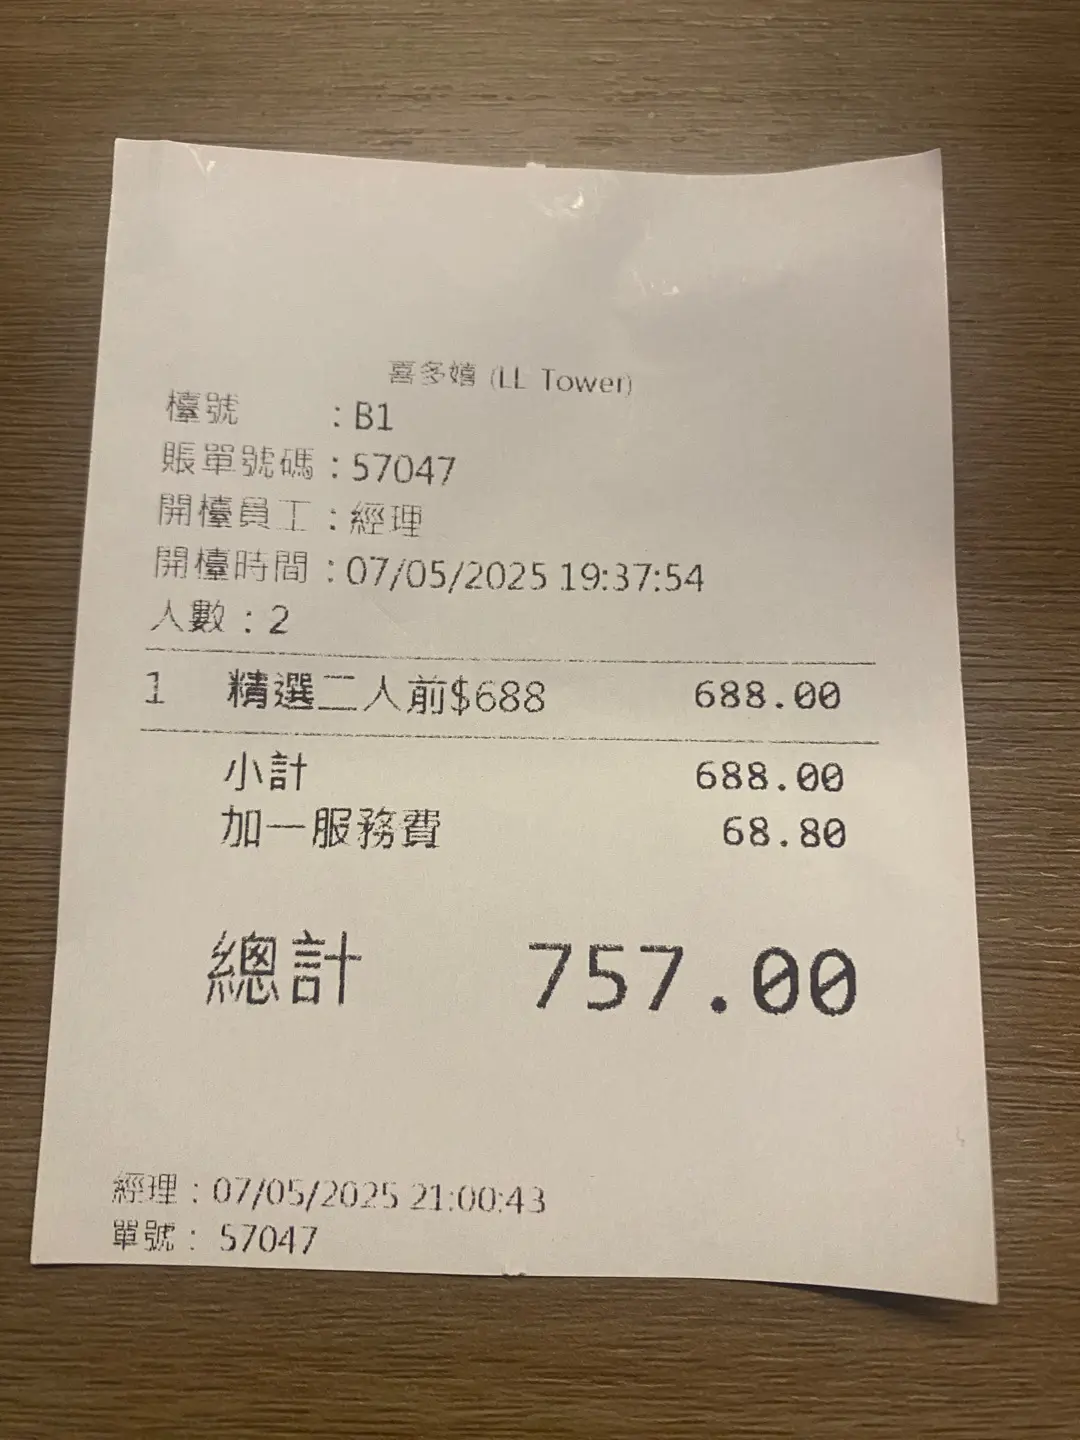 喜多嬉 (LL Tower)
檯號 : B1
賬單號碼 : 57047
開檯員工 : 經理
開檯時間 : 07/05/2025 19:37:54
人數 : 2
1 精選二人前$688 688.00
小計 688.00
加一服務費 68.80
總計 757.00
經理 : 07/05/2025 21:00:43
單號 : 57047